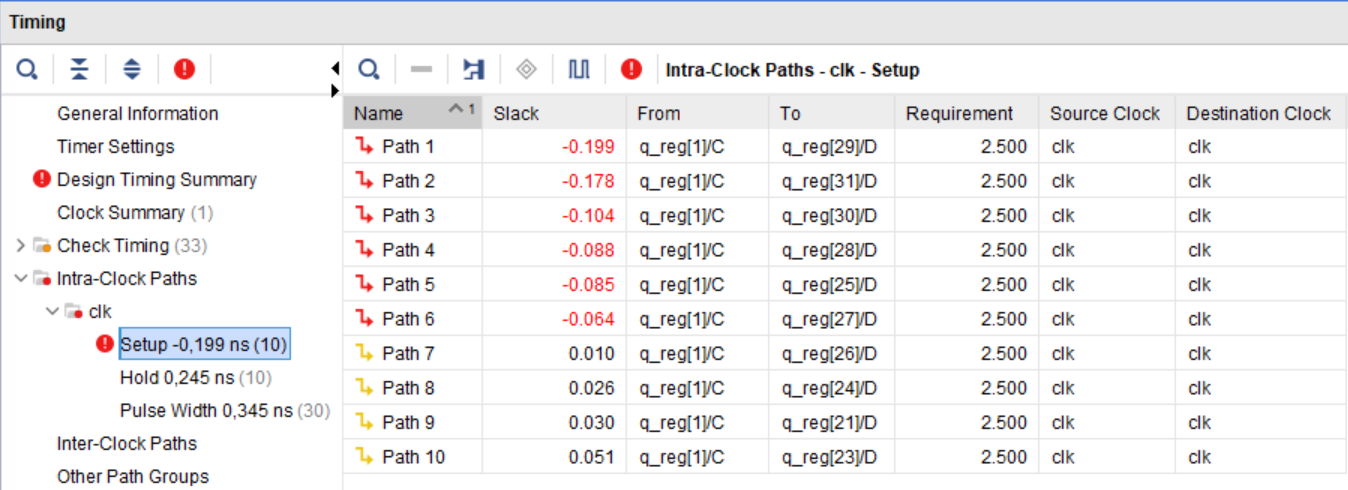 Timing
Intra-Clock Paths - clk - Setup
General Information
Timer Settings
Design Timing Summary
Clock Summary (1)
Check Timing (33)
Intra-Clock Paths
clk
Setup -0,199 ns (10)
Hold 0,245 ns (10)
Pulse Width 0,345 ns (30)
Inter-Clock Paths
Other Path Groups
Name 1 Slack From To Requirement Source Clock Destination Clock
Path 1 -0.199 q_reg[1]/C q_reg[29]/D 2.500 clk clk
Path 2 -0.178 q_reg[1]/C q_reg[31]/D 2.500 clk clk
Path 3 -0.104 q_reg[1]/C q_reg[30]/D 2.500 clk clk
Path 4 -0.088 q_reg[1]/C q_reg[28]/D 2.500 clk clk
Path 5 -0.085 q_reg[1]/C q_reg[25]/D 2.500 clk clk
Path 6 -0.064 q_reg[1]/C q_reg[27]/D 2.500 clk clk
Path 7 0.010 q_reg[1]/C q_reg[26]/D 2.500 clk clk
Path 8 0.026 q_reg[1]/C q_reg[24]/D 2.500 clk clk
Path 9 0.030 q_reg[1]/C q_reg[21]/D 2.500 clk clk
Path 10 0.051 q_reg[1]/C q_reg[23]/D 2.500 clk clk